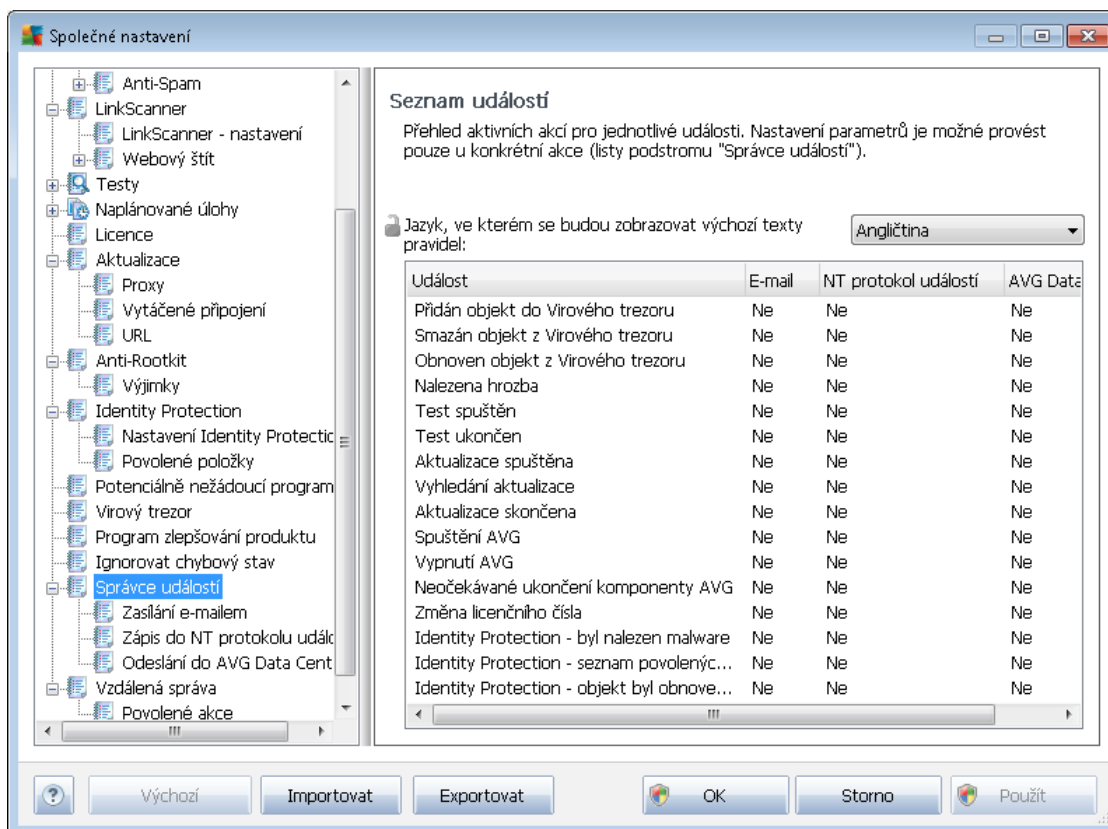 Společné nastavení
Anti-Spam
LinkScanner
LinkScanner - nastavení
Webový štít
Testy
Naplánované úlohy
Licence
Aktualizace
Proxy
Vytáčené připojení
URL
Anti-Rootkit
Výjimky
Identity Protection
Nastavení Identity Protectic
Povolené položky
Potenciálně nežádoucí program
Virový trezor
Program zlepšování produktu
Ignorovat chybový stav
Správce událostí
Zasílání e-mailem
Zápis do NT protokolu událc
Odeslání do AVG Data Cent
Vzdálená správa
Povolené akce
Seznam událostí
Přehled aktivních akcí pro jednotlivé události. Nastavení parametrů je možné provést
pouze u konkrétní akce (listy podstromu "Správce událostí").
Jazyk, ve kterém se budou zobrazovat výchozí texty
pravidel:
Angličtina
Událost E-mail NT protokol událostí AVG Data
Přidán objekt do Virového trezoru Ne Ne Ne
Smazán objekt z Virového trezoru Ne Ne Ne
Obnoven objekt z Virového trezoru Ne Ne Ne
Nalezena hrozba Ne Ne Ne
Test spuštěn Ne Ne Ne
Test ukončen Ne Ne Ne
Aktualizace spuštěna Ne Ne Ne
Vyhledání aktualizace Ne Ne Ne
Aktualizace skončena Ne Ne Ne
Spuštění AVG Ne Ne Ne
Vypnutí AVG Ne Ne Ne
Neočekávané ukončení komponenty AVG Ne Ne Ne
Změna licenčního čísla Ne Ne Ne
Identity Protection - byl nalezen malware Ne Ne Ne
Identity Protection - seznam povolenýc... Ne Ne Ne
Identity Protection - objekt byl obnove... Ne Ne Ne
? Výchozí Importovat Exportovat OK Storno Použít